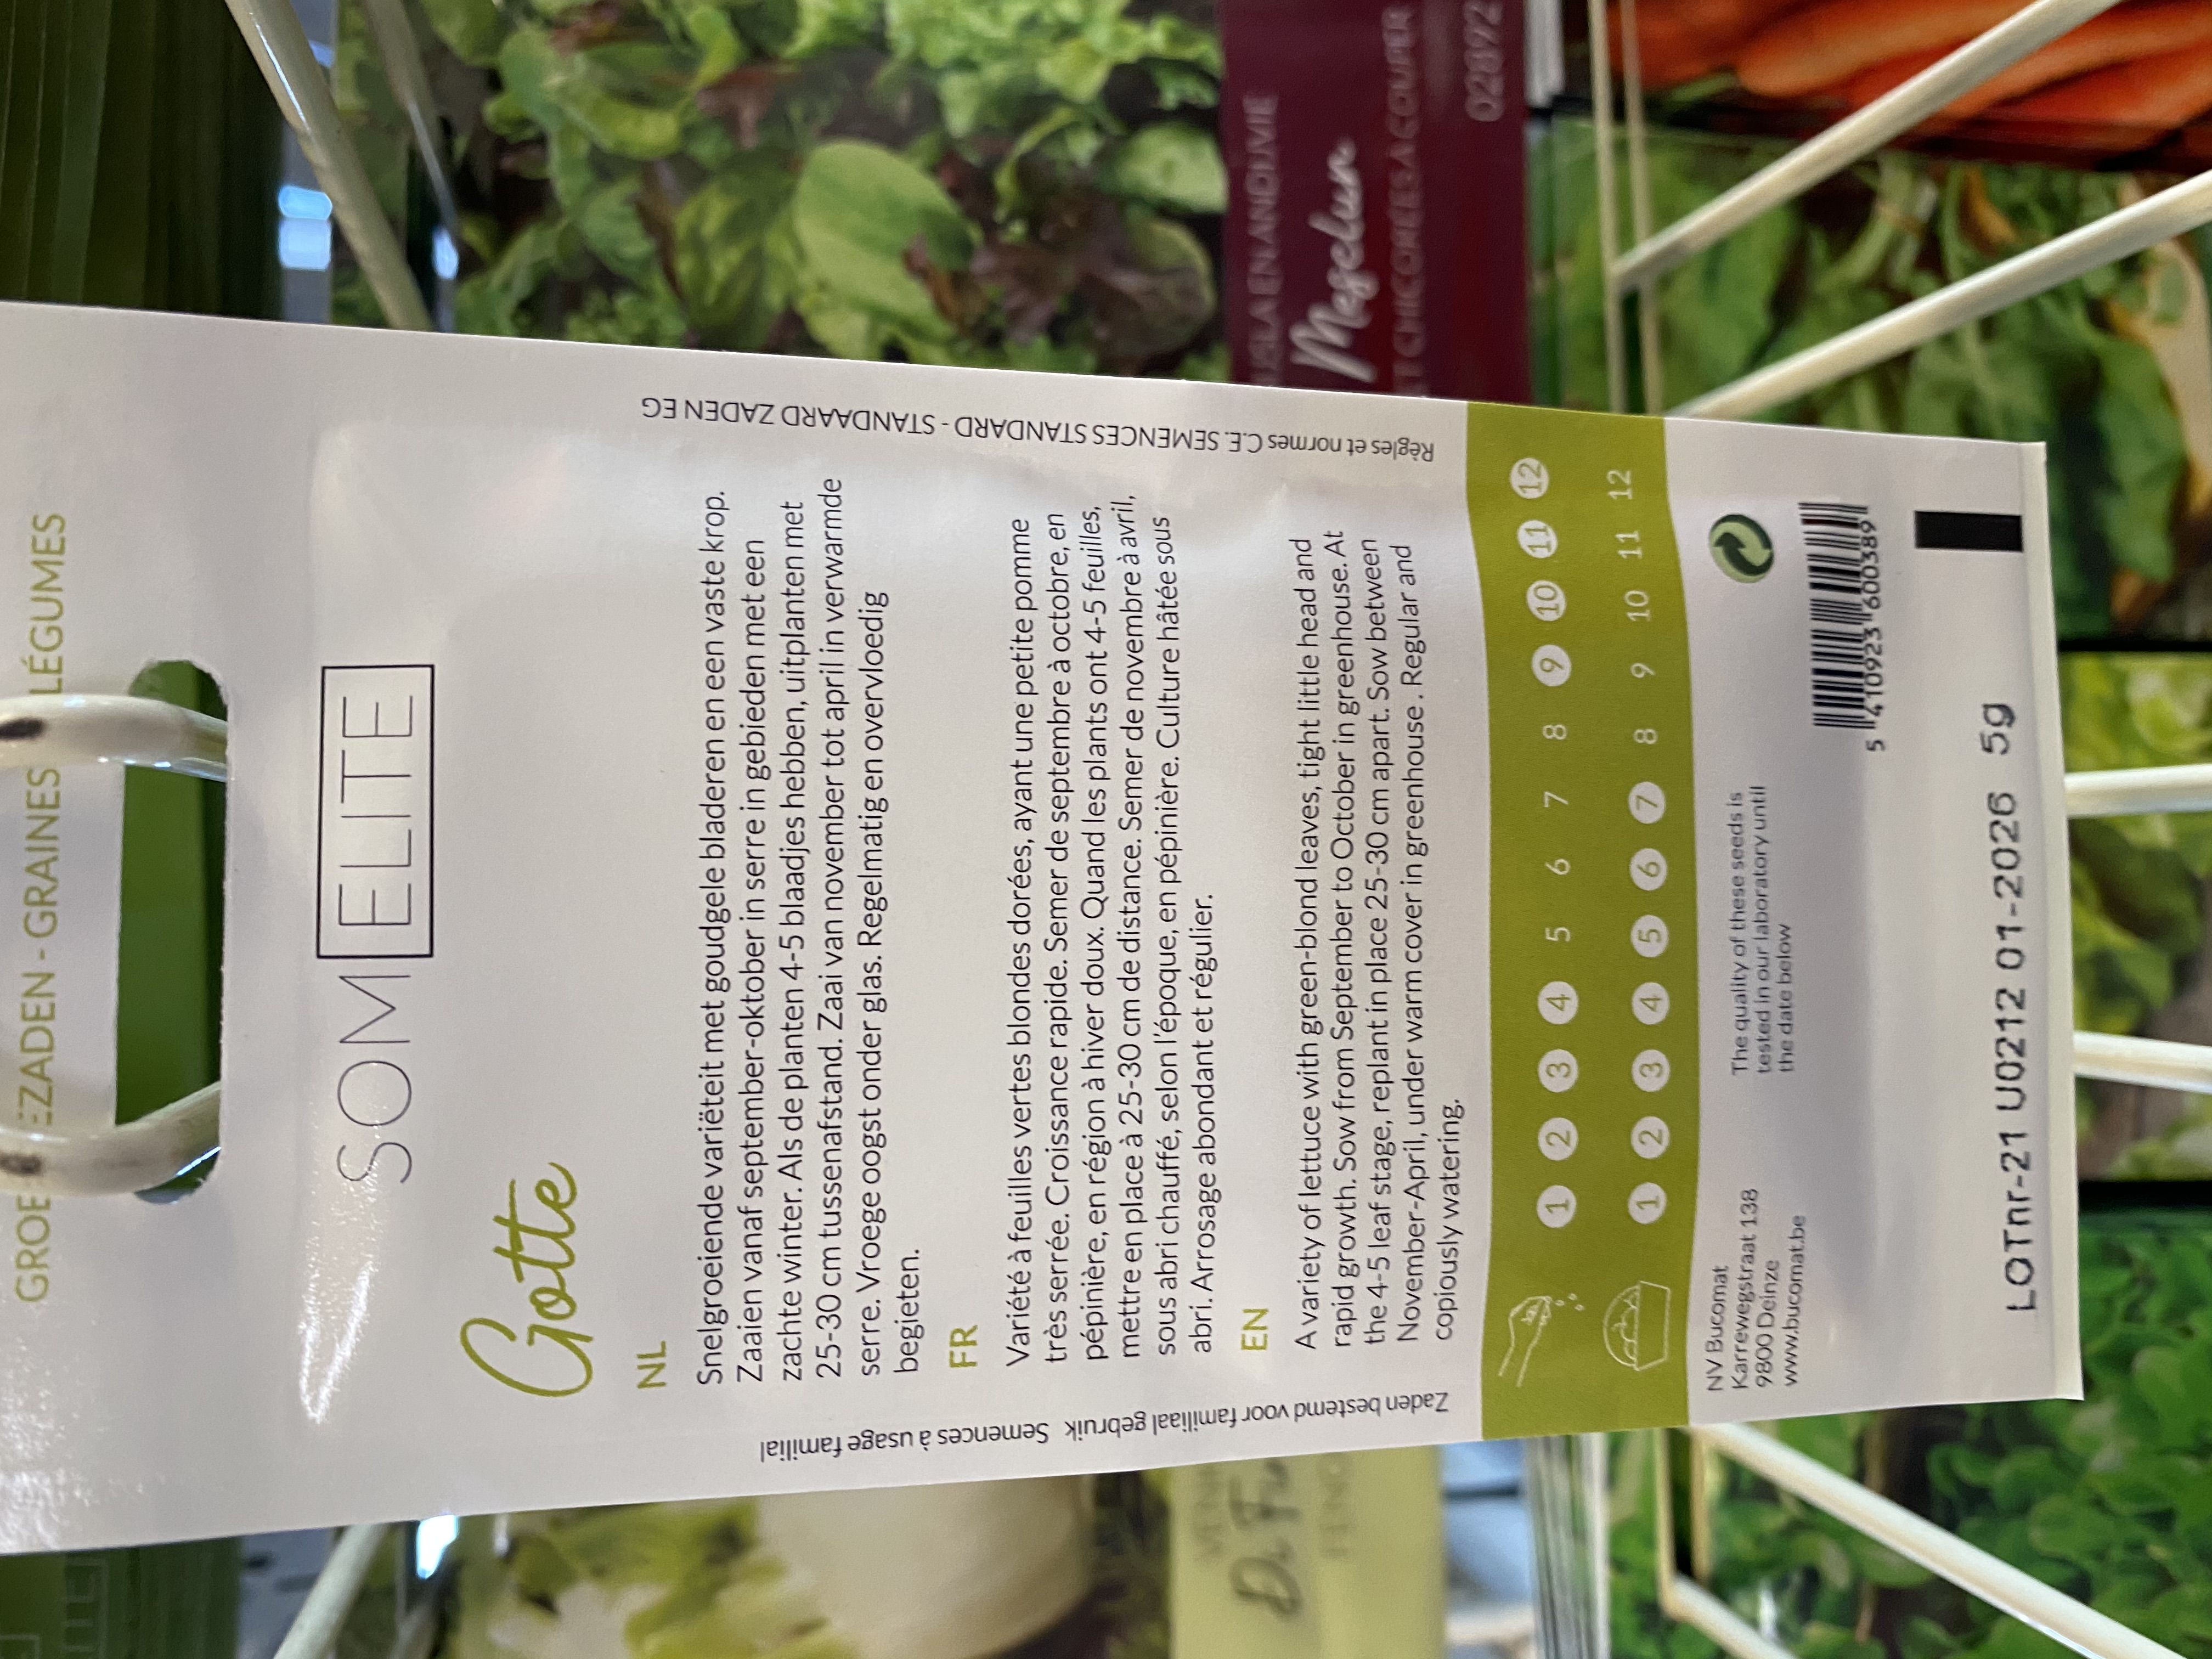 GROE EZADEN - GRAINES LÉGUMES
SOM ELITE
Gotte
NL
Snelgroeiende variëteit met goudgele bladeren en een vaste krop.
Zaaien vanaf september-oktober in serre in gebieden met een
zachte winter. Als de planten 4-5 blaadjes hebben, uitplanten met
25-30 cm tussenafstand. Zaai van november tot april in verwarmde
serre. Vroege oogst onder glas. Regelmatig en overvloedig
begieten.
FR
Variété à feuilles vertes blondes dorées, ayant une petite pomme
très serrée. Croissance rapide. Semer de septembre à octobre, en
pépinière, en région à hiver doux. Quand les plants ont 4-5 feuilles,
mettre en place à 25-30 cm de distance. Semer de novembre à avril,
sous abri chauffé, selon l'époque, en pépinière. Culture hâtée sous
abri. Arrosage abondant et régulier.
EN
A variety of lettuce with green-blond leaves, tight little head and
rapid growth. Sow from September to October in greenhouse. At
the 4-5 leaf stage, replant in place 25-30 cm apart. Sow between
November-April, under warm cover in greenhouse . Regular and
copiously watering.
Zaden bestemd voor familiaal gebruik Semences à usage familial
Règles et normes C.E. SEMENCES STANDARD - STANDAARD ZADEN EG
1 2 3 4 5 6 7 8 9 10 11 12
1 2 3 4 5 6 7 8 9 10 11 12
NV Bucomat
Karrewegstraat 138
9800 Deinze
www.bucomat.be
The quality of these seeds is
tested in our laboratory until
the date below
5 410923 600389
LOTnr-21 U0212 01-2026 5g
Mesclun
ET CHICORÉES A COUPER
02892